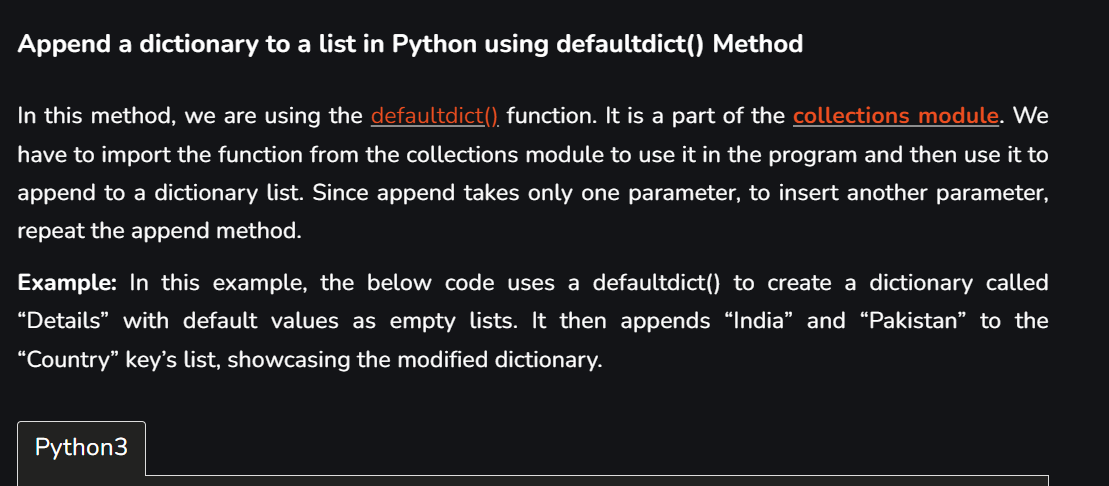 Append a dictionary to a list in Python using defaultdict() Method
In this method, we are using the defaultdict() function. It is a part of the collections module. We
have to import the function from the collections module to use it in the program and then use it to
append to a dictionary list. Since append takes only one parameter, to insert another parameter,
repeat the append method.
Example: In this example, the below code uses a defaultdict() to create a dictionary called
“Details” with default values as empty lists. It then appends “India” and “Pakistan” to the
“Country” key’s list, showcasing the modified dictionary.
Python3